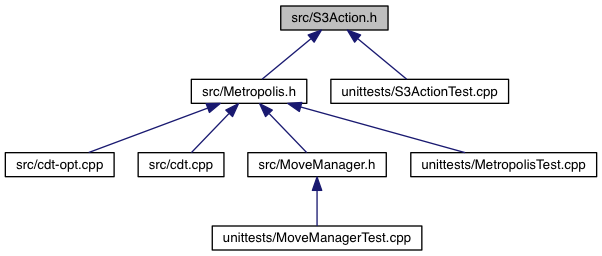 src/S3Action.h
src/Metropolis.h
unittests/S3ActionTest.cpp
src/cdt-opt.cpp
src/cdt.cpp
src/MoveManager.h
unittests/MetropolisTest.cpp
unittests/MoveManagerTest.cpp